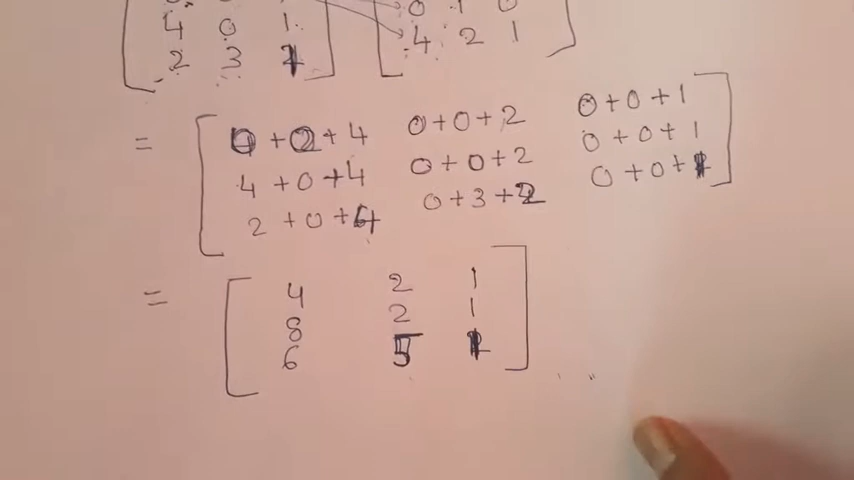 0 1 0
4 0 1 4 2 1
2 3 1
= 0 + 0 + 4 0 + 0 + 2 0 + 0 + 1
4 + 0 + 4 0 + 0 + 2 0 + 0 + 1
2 + 0 + 4 0 + 3 + 2 0 + 0 + 1
= 4 2 1
8 2 1
6 5 1